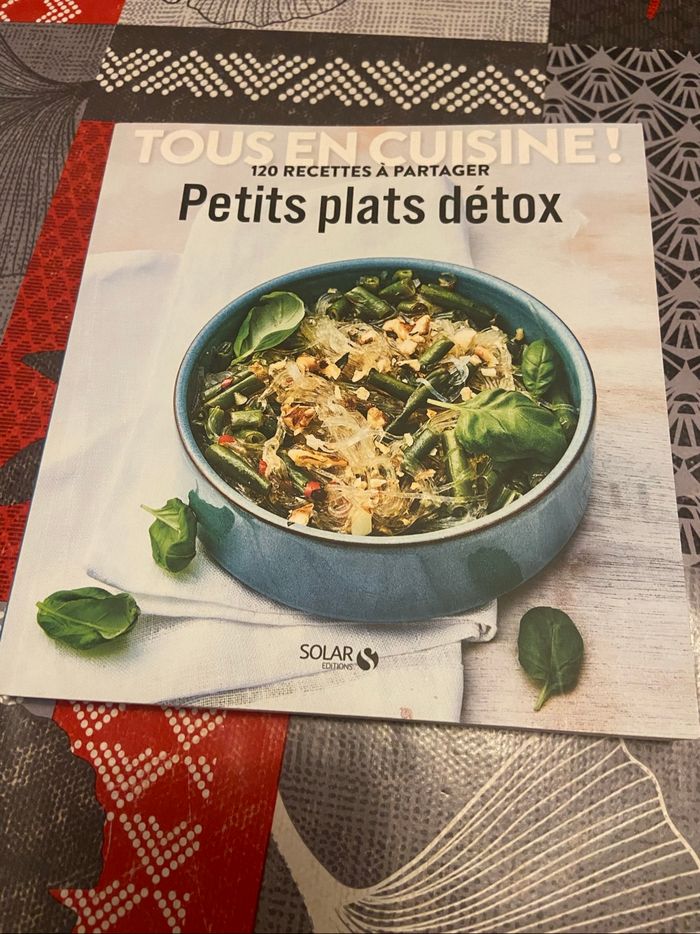 TOUS EN CUISINE !
120 RECETTES À PARTAGER
Petits plats détox
SOLAR
EDITIONS